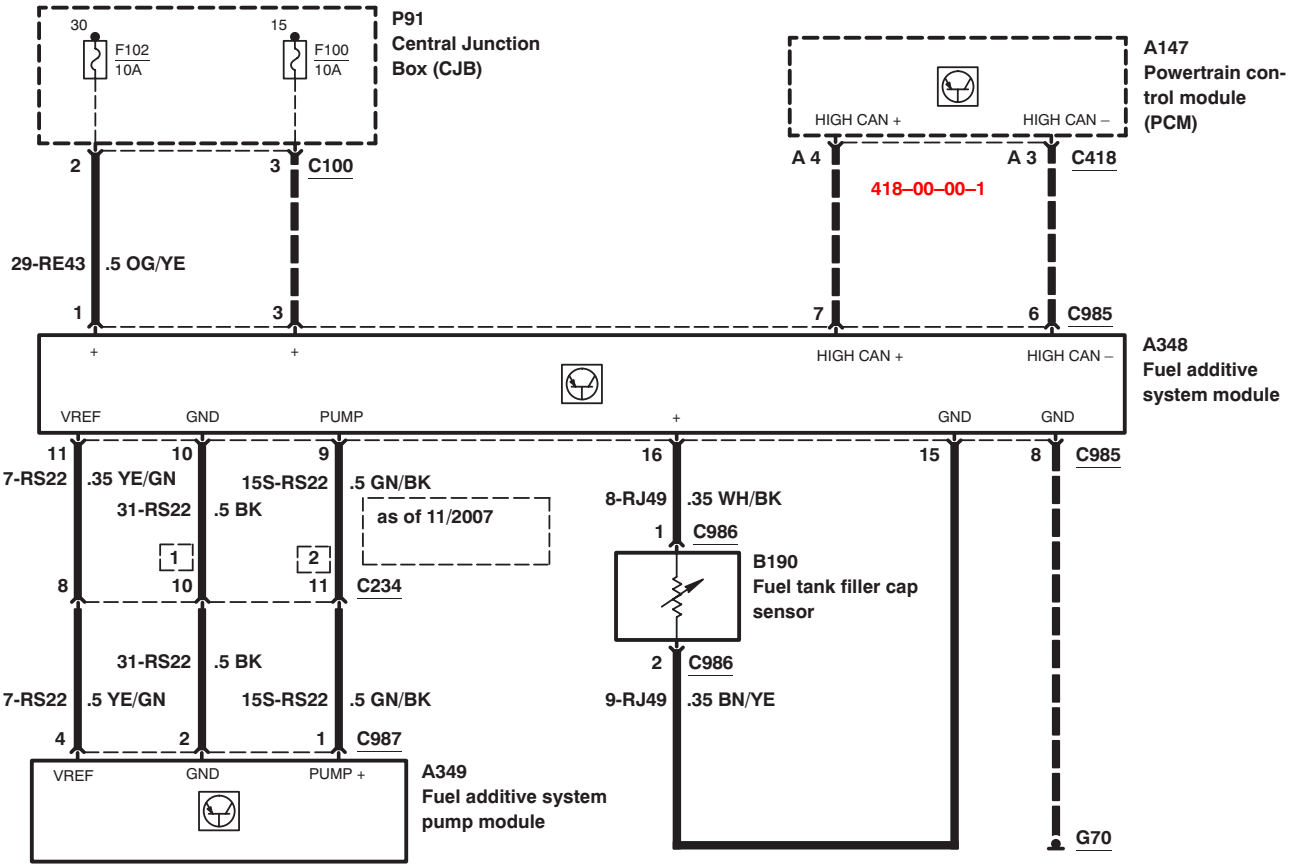 30
F102
10A
15
F100
10A
P91
Central Junction
Box (CJB)
HIGH CAN +
HIGH CAN –
A147
Powertrain con-
trol module
(PCM)
2
3
C100
A 4
A 3
C418
418–00–00–1
29-RE43
.5 OG/YE
1
3
7
6
C985
+
+
HIGH CAN +
HIGH CAN –
A348
Fuel additive
system module
VREF
GND
PUMP
+
GND
GND
11
10
9
16
15
8
C985
7-RS22
.35 YE/GN
15S-RS22
.5 GN/BK
31-RS22
.5 BK
as of 11/2007
8-RJ49
.35 WH/BK
1
C986
1
2
8
10
11
C234
B190
Fuel tank filler cap
sensor
31-RS22
.5 BK
2
C986
7-RS22
.5 YE/GN
15S-RS22
.5 GN/BK
9-RJ49
.35 BN/YE
4
2
1
C987
VREF
GND
PUMP +
A349
Fuel additive system
pump module
G70